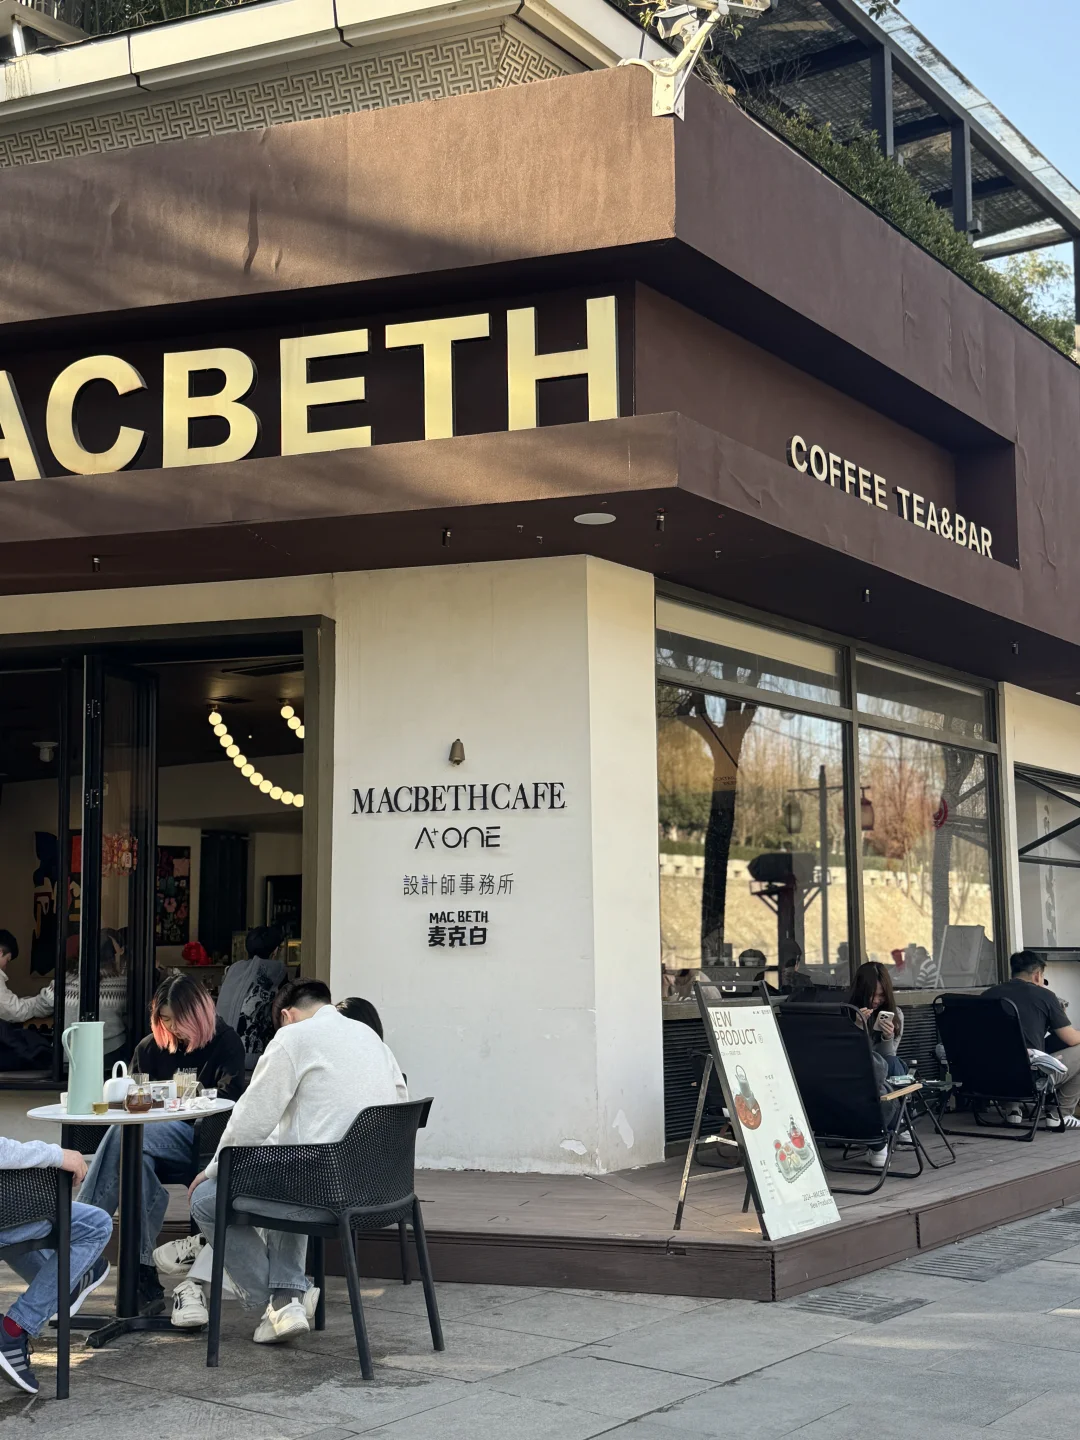 ACBETH
COFFEE TEA&BAR
MACBETHCAFE
A+ONE
設計師事務所
MAC BETH
麦克白
NEW
PRODUCT